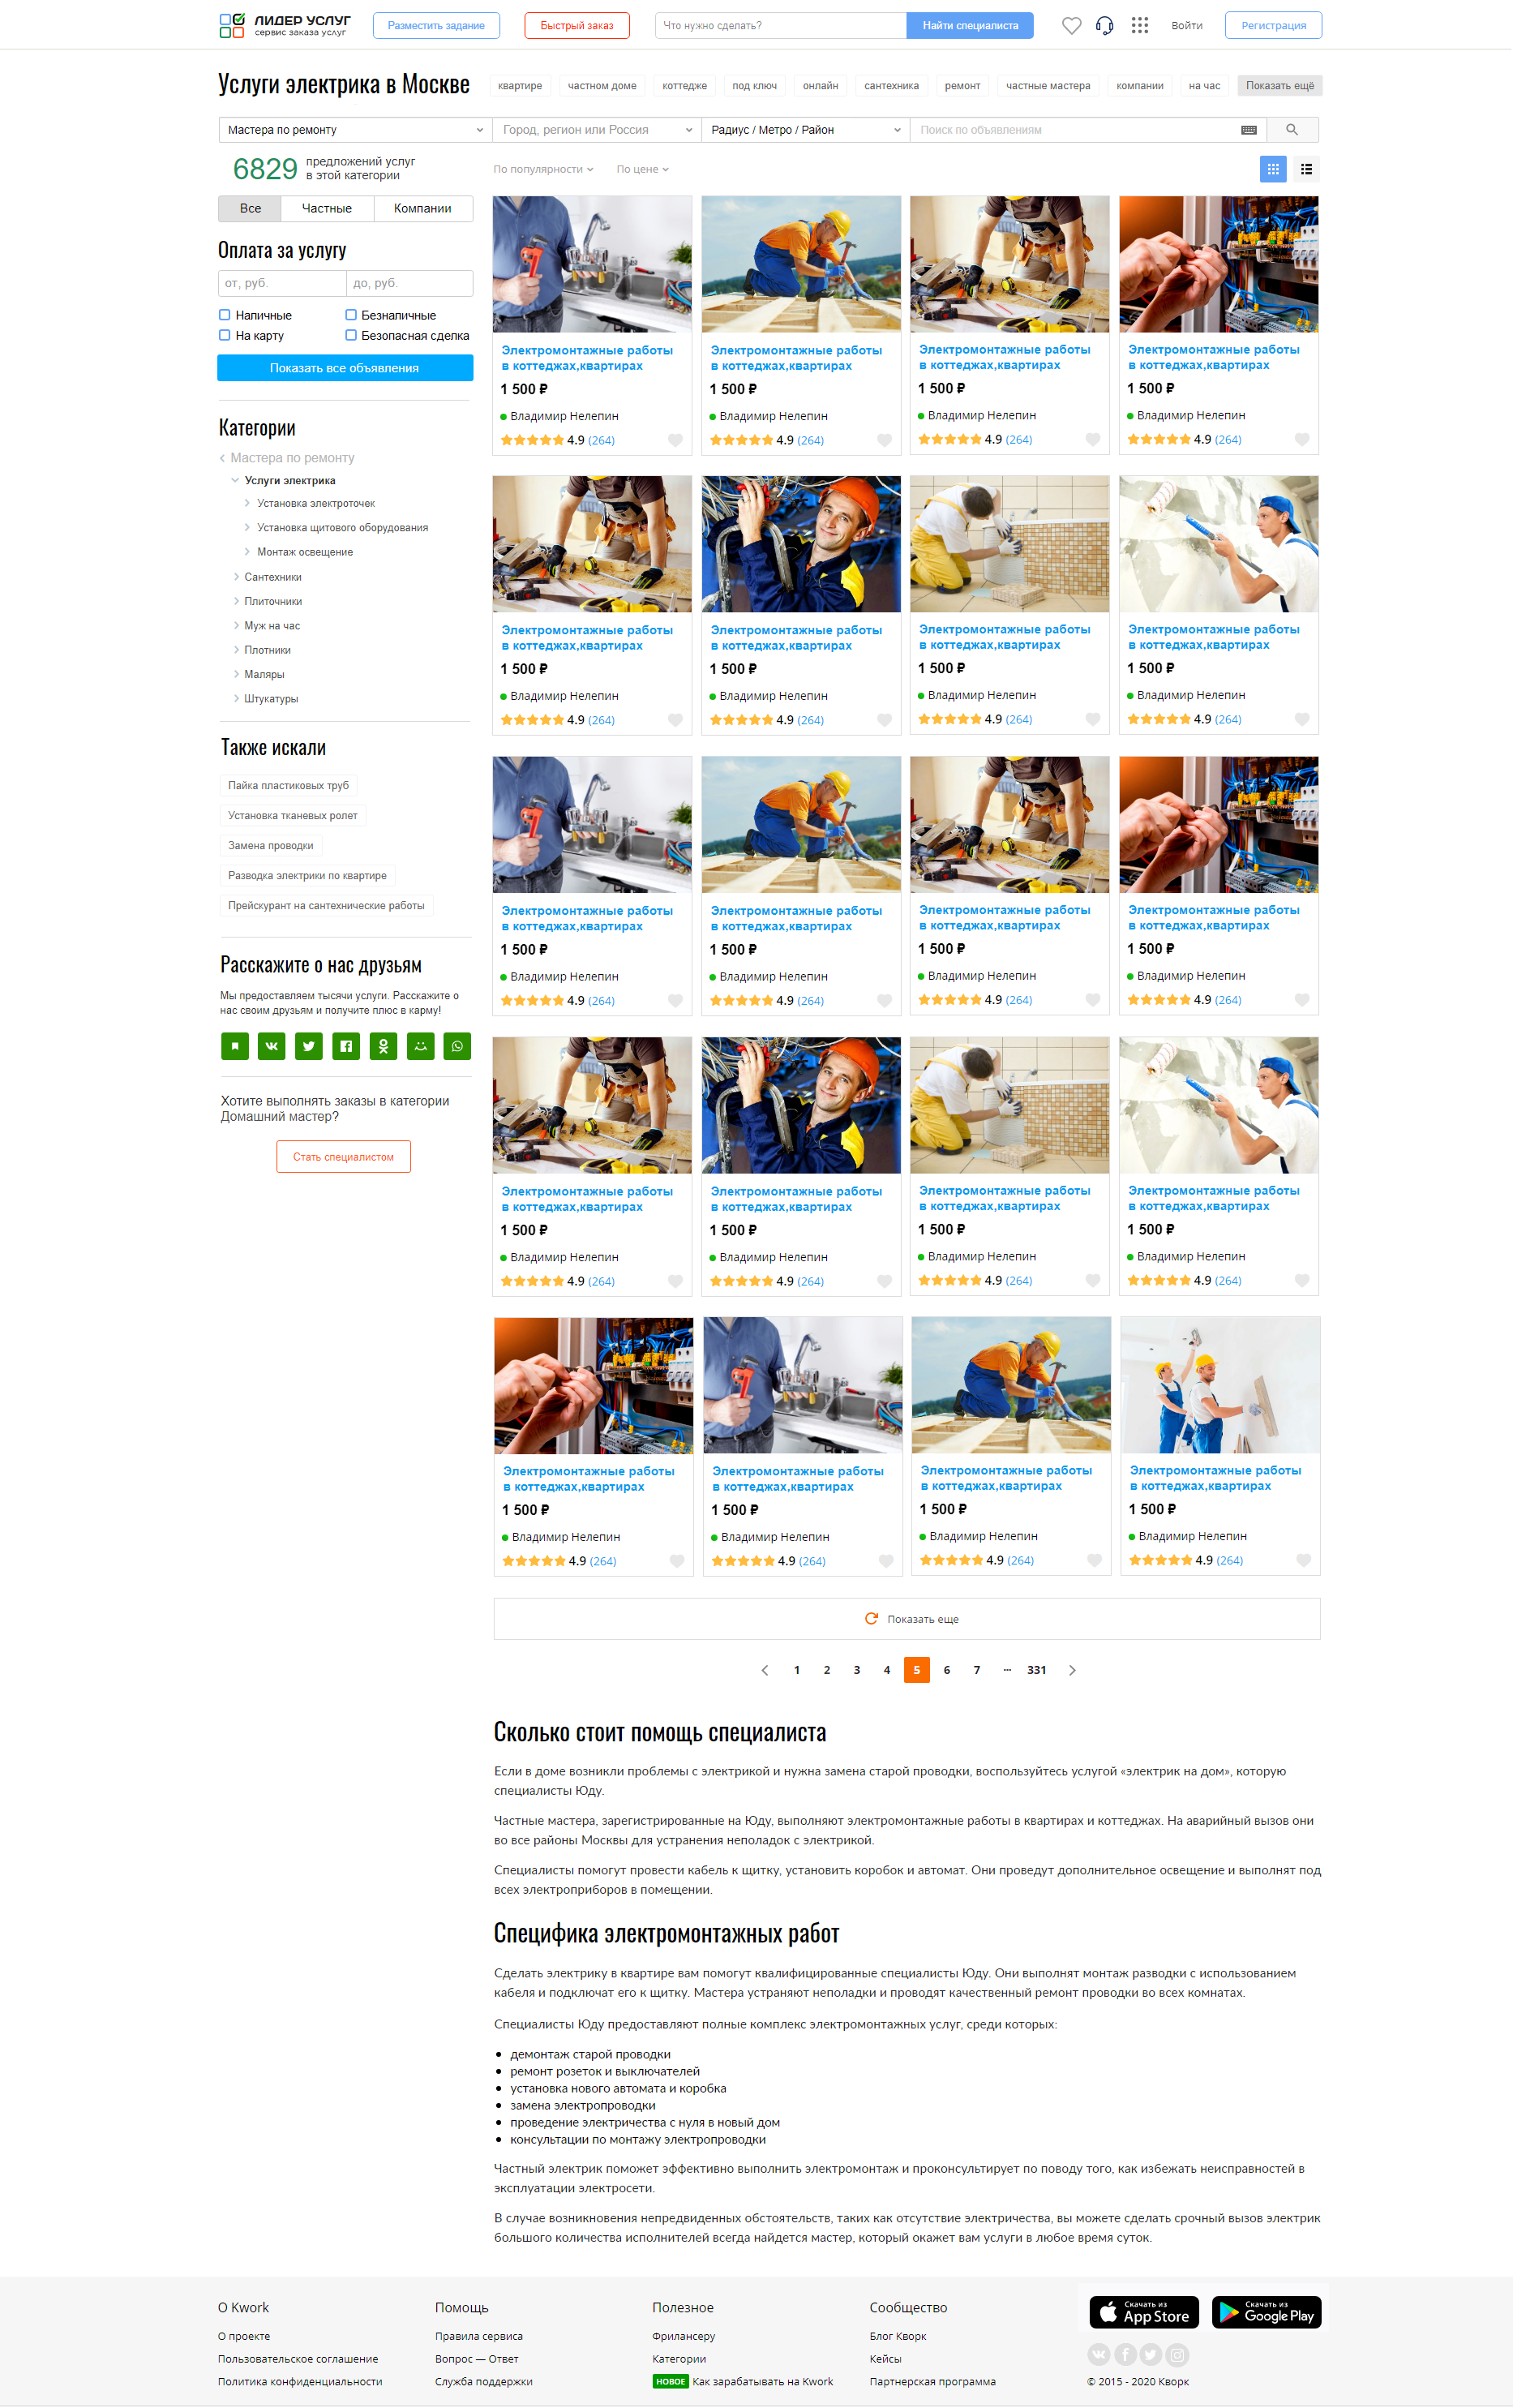 ЛИДЕР УСЛУГ
сервис заказа услуг
Разместить задание
Быстрый заказ
Что нужно сделать?
Найти специалиста
Войти
Регистрация
Услуги электрика в Москве
квартире
частном доме
коттедже
под ключ
онлайн
сантехника
ремонт
частные мастера
компании
на час
Показать ещё
Мастера по ремонту
Город, регион или Россия
Радиус / Метро / Район
Поиск по объявлениям
6829 предложений услуг
в этой категории
По популярности
По цене
Все
Частные
Компании
Оплата за услугу
от, руб.
до, руб.
Наличные
Безналичные
На карту
Безопасная сделка
Показать все объявления
Категории
Мастера по ремонту
Услуги электрика
Установка электроточек
Установка щитового оборудования
Монтаж освещение
Сантехники
Плиточники
Муж на час
Плотники
Маляры
Штукатуры
Также искали
Пайка пластиковых труб
Установка тканевых ролет
Замена проводки
Разводка электрики по квартире
Прейскурант на сантехнические работы
Расскажите о нас друзьям
Мы предоставляем тысячи услуги. Расскажите о
нас своим друзьям и получите плюс в карму!
Хотите выполнять заказы в категории
Домашний мастер?
Стать специалистом
Электромонтажные работы
в коттеджах,квартирах
1 500 ₽
Владимир Нелепин
4.9 (264)
Электромонтажные работы
в коттеджах,квартирах
1 500 ₽
Владимир Нелепин
4.9 (264)
Электромонтажные работы
в коттеджах,квартирах
1 500 ₽
Владимир Нелепин
4.9 (264)
Электромонтажные работы
в коттеджах,квартирах
1 500 ₽
Владимир Нелепин
4.9 (264)
Электромонтажные работы
в коттеджах,квартирах
1 500 ₽
Владимир Нелепин
4.9 (264)
Электромонтажные работы
в коттеджах,квартирах
1 500 ₽
Владимир Нелепин
4.9 (264)
Электромонтажные работы
в коттеджах,квартирах
1 500 ₽
Владимир Нелепин
4.9 (264)
Электромонтажные работы
в коттеджах,квартирах
1 500 ₽
Владимир Нелепин
4.9 (264)
Электромонтажные работы
в коттеджах,квартирах
1 500 ₽
Владимир Нелепин
4.9 (264)
Электромонтажные работы
в коттеджах,квартирах
1 500 ₽
Владимир Нелепин
4.9 (264)
Электромонтажные работы
в коттеджах,квартирах
1 500 ₽
Владимир Нелепин
4.9 (264)
Электромонтажные работы
в коттеджах,квартирах
1 500 ₽
Владимир Нелепин
4.9 (264)
Электромонтажные работы
в коттеджах,квартирах
1 500 ₽
Владимир Нелепин
4.9 (264)
Электромонтажные работы
в коттеджах,квартирах
1 500 ₽
Владимир Нелепин
4.9 (264)
Электромонтажные работы
в коттеджах,квартирах
1 500 ₽
Владимир Нелепин
4.9 (264)
Электромонтажные работы
в коттеджах,квартирах
1 500 ₽
Владимир Нелепин
4.9 (264)
Электромонтажные работы
в коттеджах,квартирах
1 500 ₽
Владимир Нелепин
4.9 (264)
Электромонтажные работы
в коттеджах,квартирах
1 500 ₽
Владимир Нелепин
4.9 (264)
Электромонтажные работы
в коттеджах,квартирах
1 500 ₽
Владимир Нелепин
4.9 (264)
Электромонтажные работы
в коттеджах,квартирах
1 500 ₽
Владимир Нелепин
4.9 (264)
Показать еще
1 2 3 4 5 6 7 ... 331
Сколько стоит помощь специалиста
Если в доме возникли проблемы с электрикой и нужна замена старой проводки, воспользуйтесь услугой «электрик на дом», которую
специалисты Юду.
Частные мастера, зарегистрированные на Юду, выполняют электромонтажные работы в квартирах и коттеджах. На аварийный вызов они
во все районы Москвы для устранения неполадок с электрикой.
Специалисты помогут провести кабель к щитку, установить коробок и автомат. Они проведут дополнительное освещение и выполнят под
всех электроприборов в помещении.
Специфика электромонтажных работ
Сделать электрику в квартире вам помогут квалифицированные специалисты Юду. Они выполнят монтаж разводки с использованием
кабеля и подключат его к щитку. Мастера устраняют неполадки и проводят качественный ремонт проводки во всех комнатах.
Специалисты Юду предоставляют полные комплекс электромонтажных услуг, среди которых:
• демонтаж старой проводки
• ремонт розеток и выключателей
• установка нового автомата и коробка
• замена электропроводки
• проведение электричества с нуля в новый дом
• консультации по монтажу электропроводки
Частный электрик поможет эффективно выполнить электромонтаж и проконсультирует по поводу того, как избежать неисправностей в
эксплуатации электросети.
В случае возникновения непредвиденных обстоятельств, таких как отсутствие электричества, вы можете сделать срочный вызов электрик
большого количества исполнителей всегда найдется мастер, который окажет вам услуги в любое время суток.
О Kwork
О проекте
Пользовательское соглашение
Политика конфиденциальности
Помощь
Правила сервиса
Вопрос — Ответ
Служба поддержки
Полезное
Фрилансеру
Категории
НОВОЕ Как зарабатывать на Kwork
Сообщество
Блог Кворк
Кейсы
Партнерская программа
Скачать из
App Store
Скачать из
Google Play
© 2015 - 2020 Кворк